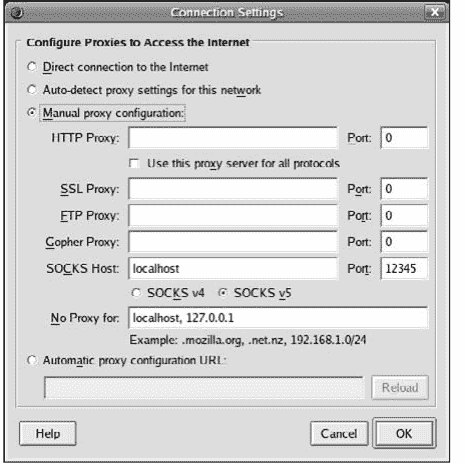 Connection Settings
Configure Proxies to Access the Internet
Direct connection to the Internet
Auto-detect proxy settings for this network
Manual proxy configuration:
HTTP Proxy: Port: 0
Use this proxy server for all protocols
SSL Proxy: Port: 0
FTP Proxy: Port: 0
Gopher Proxy: Port: 0
SOCKS Host: localhost Port: 12345
SOCKS v4 SOCKS v5
No Proxy for: localhost, 127.0.0.1
Example: .mozilla.org, .net.nz, 192.168.1.0/24
Automatic proxy configuration URL:
Reload
Help Cancel OK